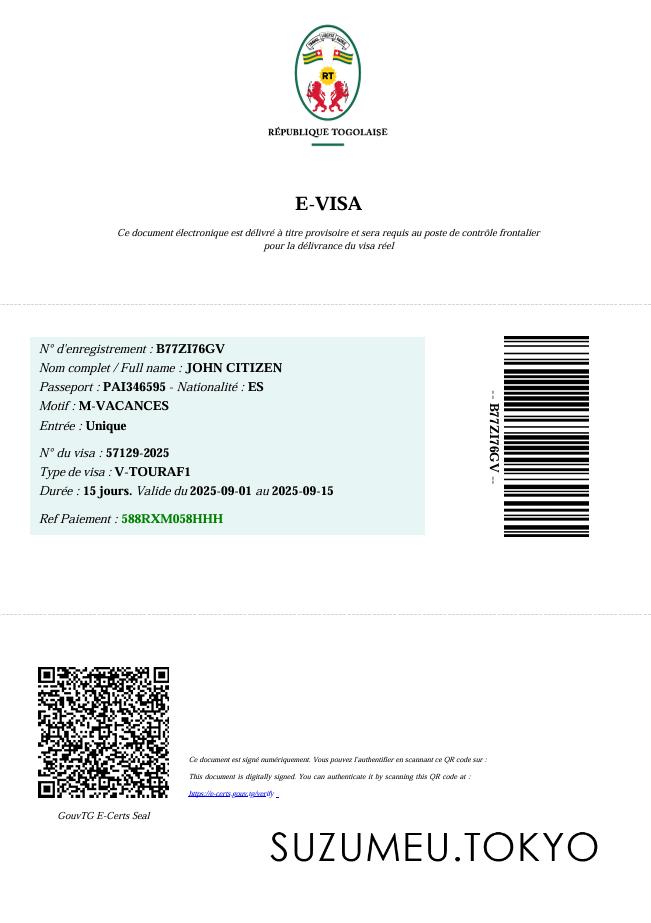 RT
RÉPUBLIQUE TOGOLAISE
E-VISA
Ce document électronique est délivré à titre provisoire et sera requis au poste de contrôle frontalier
pour la délivrance du visa réel
N° d'enregistrement : B77ZI76GV
Nom complet / Full name : JOHN CITIZEN
Passeport : PAI346595 - Nationalité : ES
Motif : M-VACANCES
Entrée : Unique
N° du visa : 57129-2025
Type de visa : V-TOURAF1
Durée : 15 jours. Valide du 2025-09-01 au 2025-09-15
Ref Paiement : 588RXM058HHH
-- B77ZI76GV --
Ce document est signé numériquement. Vous pouvez l'authentifier en scannant ce QR code sur :
This document is digitally signed. You can authenticate it by scanning this QR code at :
https://e-certs.gouv.tg/verify
GouvTG E-Certs Seal
SUZUMEU.TOKYO